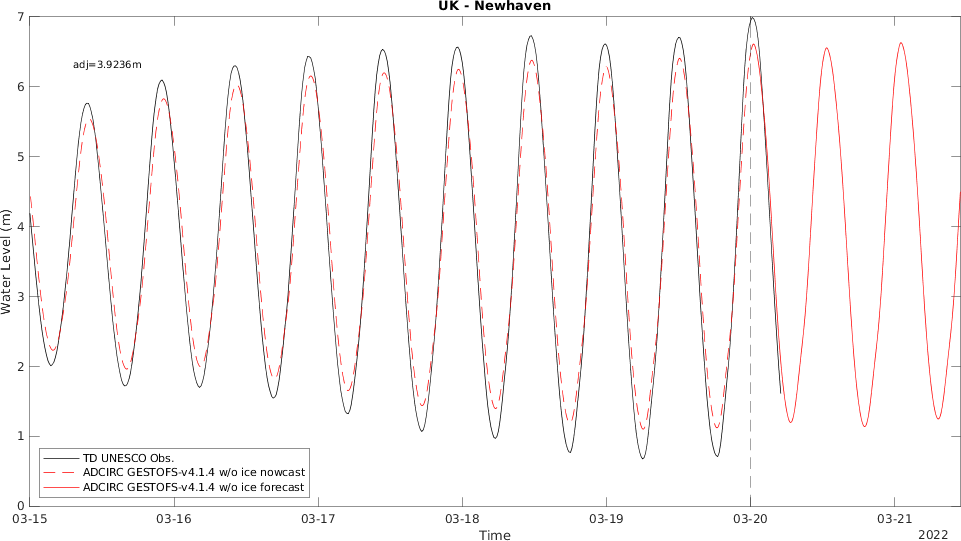 UK - Newhaven
7
adj=3.9236m
6
5
4
3
2
1
0
Water Level (m)
TD UNESCO Obs.
ADCIRC GESTOFS-v4.1.4 w/o ice nowcast
ADCIRC GESTOFS-v4.1.4 w/o ice forecast
03-15 03-16 03-17 03-18 03-19 03-20 03-21
Time
2022